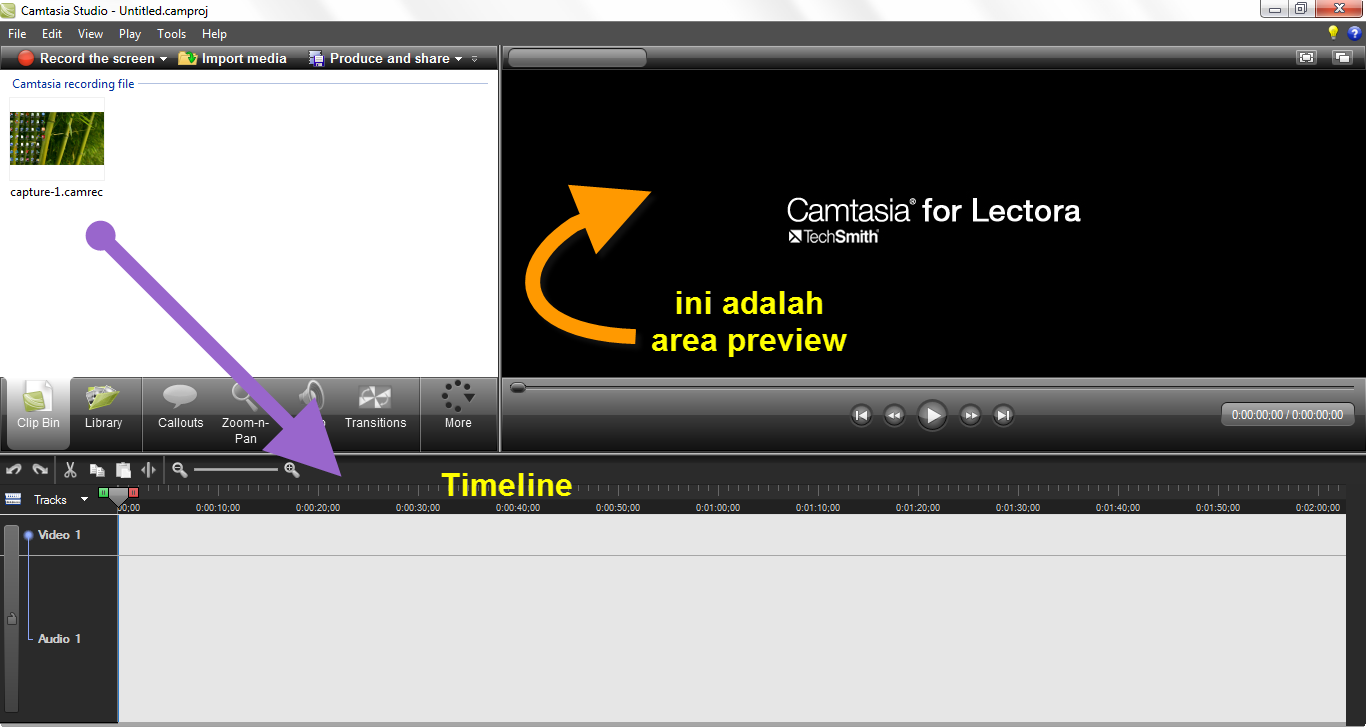 Camtasia Studio - Untitled.camproj
File Edit View Play Tools Help
Record the screen Import media Produce and share
Camtasia recording file
capture-1.camrec
Camtasia® for Lectora
TechSmith®
ini adalah
area preview
Clip Bin Library Callouts Zoom-n-
Pan Transitions More
0:00:00;00 / 0:00:00;00
Timeline
Tracks
00;00 0:00:10;00 0:00:20;00 0:00:30;00 0:00:40;00 0:00:50;00 0:01:00;00 0:01:10;00 0:01:20;00 0:01:30;00 0:01:40;00 0:01:50;00 0:02:00;00
Video 1
Audio 1